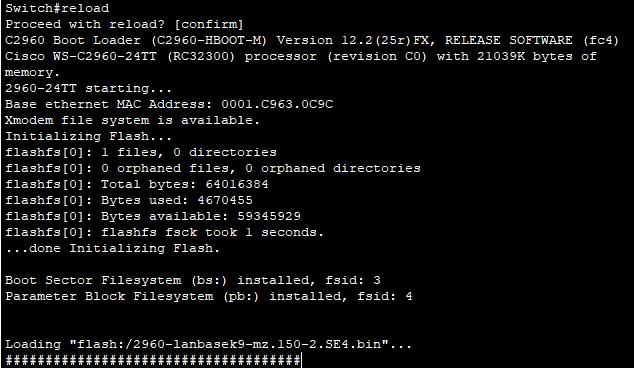 Switch#reload
Proceed with reload? [confirm]
C2960 Boot Loader (C2960-HBOOT-M) Version 12.2(25r)FX, RELEASE SOFTWARE (fc4)
Cisco WS-C2960-24TT (RC32300) processor (revision C0) with 21039K bytes of
memory.
2960-24TT starting...
Base ethernet MAC Address: 0001.C963.0C9C
Xmodem file system is available.
Initializing Flash...
flashfs[0]: 1 files, 0 directories
flashfs[0]: 0 orphaned files, 0 orphaned directories
flashfs[0]: Total bytes: 64016384
flashfs[0]: Bytes used: 4670455
flashfs[0]: Bytes available: 59345929
flashfs[0]: flashfs fsck took 1 seconds.
...done Initializing Flash.

Boot Sector Filesystem (bs:) installed, fsid: 3
Parameter Block Filesystem (pb:) installed, fsid: 4


Loading "flash:/2960-lanbasek9-mz.150-2.SE4.bin"...
#####################################